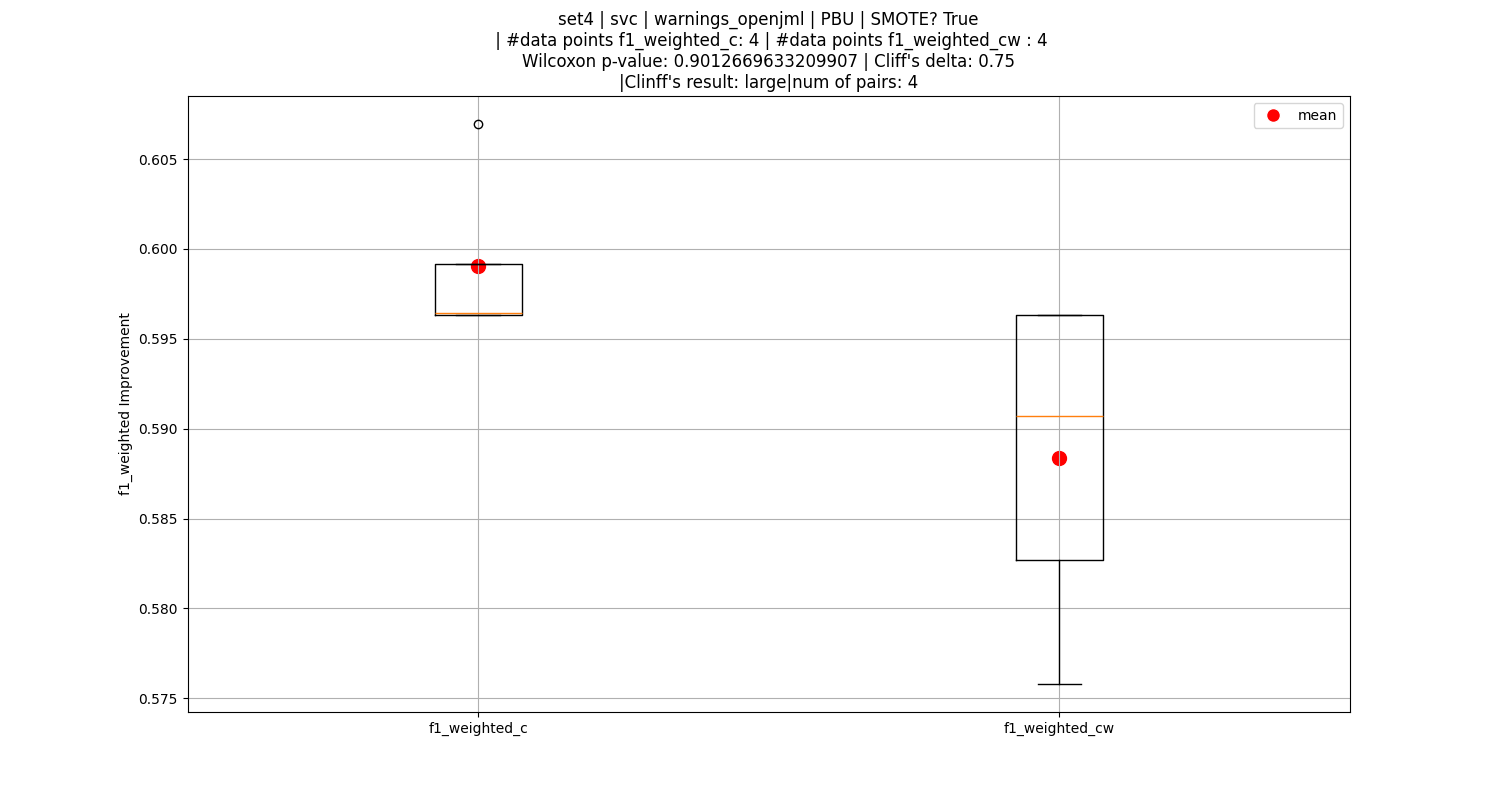 set4 | svc | warnings_openjml | PBU | SMOTE? True
| #data points f1_weighted_c: 4 | #data points f1_weighted_cw : 4
Wilcoxon p-value: 0.9012669633209907 | Cliff's delta: 0.75
|Clinff's result: large|num of pairs: 4
mean
0.605
0.600
0.595
0.590
0.585
0.580
0.575
f1_weighted Improvement
f1_weighted_c
f1_weighted_cw